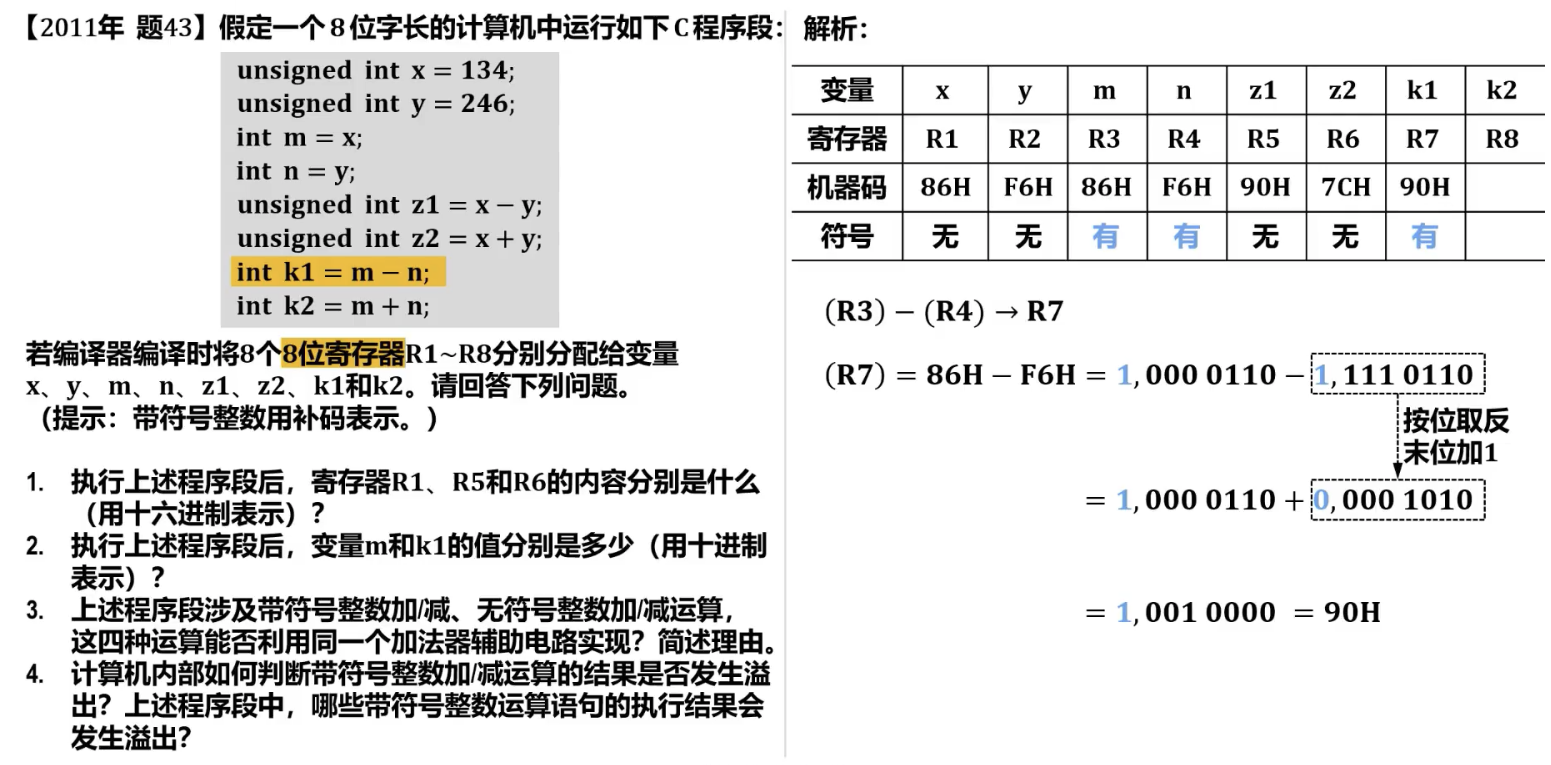 【2011年 题43】假定一个8位字长的计算机中运行如下C程序段：
unsigned int x = 134;
unsigned int y = 246;
int m = x;
int n = y;
unsigned int z1 = x − y;
unsigned int z2 = x + y;
int k1 = m − n;
int k2 = m + n;
若编译器编译时将8个8位寄存器R1~R8分别分配给变量
x、y、m、n、z1、z2、k1和k2。请回答下列问题。
（提示：带符号整数用补码表示。）
1. 执行上述程序段后，寄存器R1、R5和R6的内容分别是什么
（用十六进制表示）？
2. 执行上述程序段后，变量m和k1的值分别是多少（用十进制
表示）？
3. 上述程序段涉及带符号整数加/减、无符号整数加/减运算，
这四种运算能否利用同一个加法器辅助电路实现？简述理由。
4. 计算机内部如何判断带符号整数加/减运算的结果是否发生溢
出？上述程序段中，哪些带符号整数运算语句的执行结果会
发生溢出？
解析：
变量 x y m n z1 z2 k1 k2
寄存器 R1 R2 R3 R4 R5 R6 R7 R8
机器码 86H F6H 86H F6H 90H 7CH 90H
符号 无 无 有 有 无 无 有
(R3) − (R4) → R7
(R7) = 86H − F6H = 1, 000 0110 − 1, 111 0110
按位取反
末位加1
= 1, 000 0110 + 0, 000 1010
= 1, 001 0000 = 90H